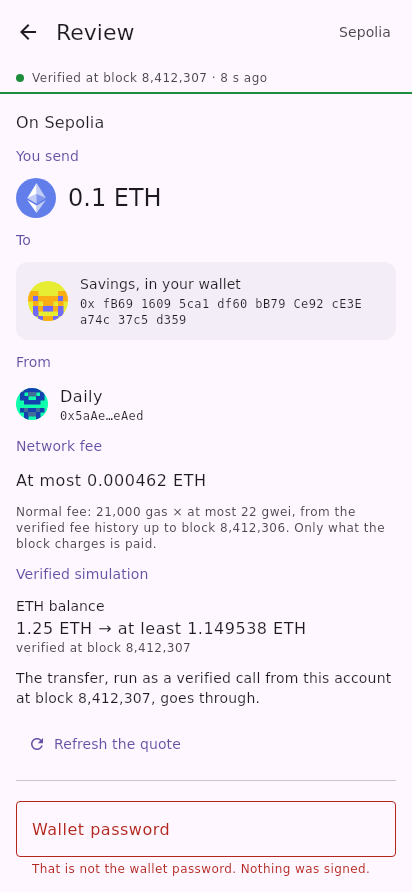 Review
Sepolia
Verified at block 8,412,307 · 8 s ago
On Sepolia
You send
0.1 ETH
To
Savings, in your wallet
0x fB69 1609 5ca1 df60 bB79 Ce92 cE3E
a74c 37c5 d359
From
Daily
0x5aAe…eAed
Network fee
At most 0.000462 ETH
Normal fee: 21,000 gas × at most 22 gwei, from the
verified fee history up to block 8,412,306. Only what the
block charges is paid.
Verified simulation
ETH balance
1.25 ETH → at least 1.149538 ETH
verified at block 8,412,307
The transfer, run as a verified call from this account
at block 8,412,307, goes through.
Refresh the quote
Wallet password
That is not the wallet password. Nothing was signed.